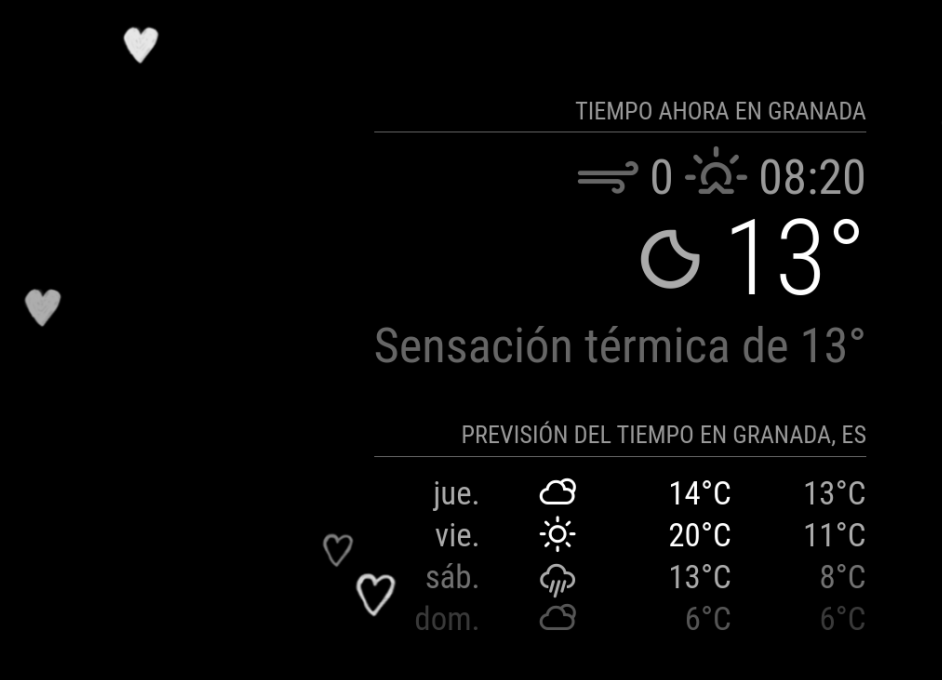 TIEMPO AHORA EN GRANADA
0 08:20
13°
Sensación térmica de 13°
PREVISIÓN DEL TIEMPO EN GRANADA, ES
jue. 14°C 13°C
vie. 20°C 11°C
sáb. 13°C 8°C
dom. 6°C 6°C